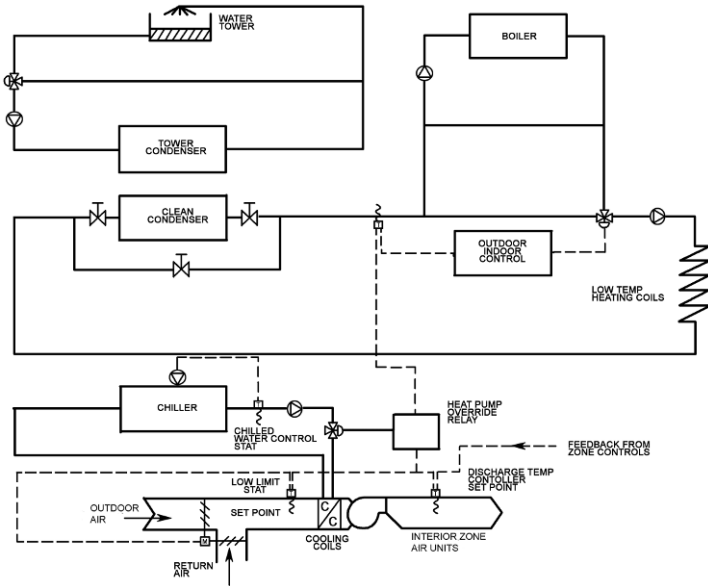 WATER
TOWER
BOILER
TOWER
CONDENSER
CLEAN
CONDENSER
OUTDOOR
INDOOR
CONTROL
LOW TEMP
HEATING COILS
CHILLER
CHILLED
WATER CONTROL
STAT
HEAT PUMP
OVERRIDE
RELAY
FEEDBACK FROM
ZONE CONTROLS
LOW LIMIT
STAT
DISCHARGE TEMP
CONTOLLER
SET POINT
OUTDOOR
AIR
SET POINT
C
C
T
T
T
T
M
COOLING
COILS
INTERIOR ZONE
AIR UNITS
RETURN
AIR